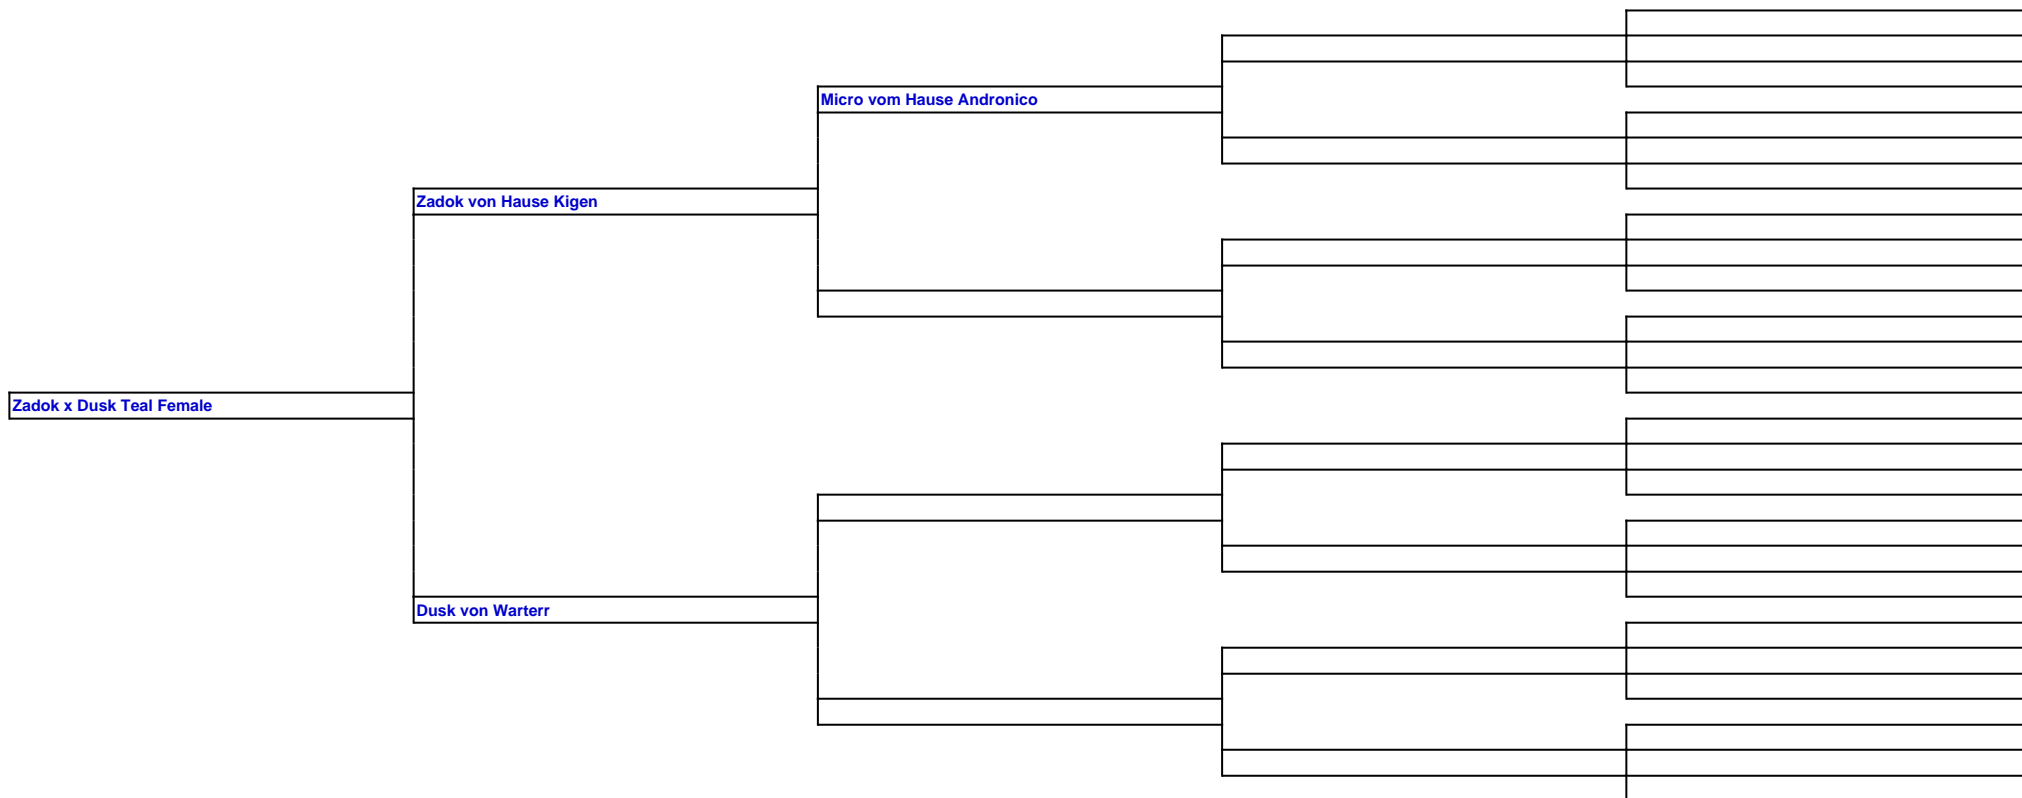 Micro vom Hause Andronico
Zadok von Hause Kigen
Zadok x Dusk Teal Female
Dusk von Warterr